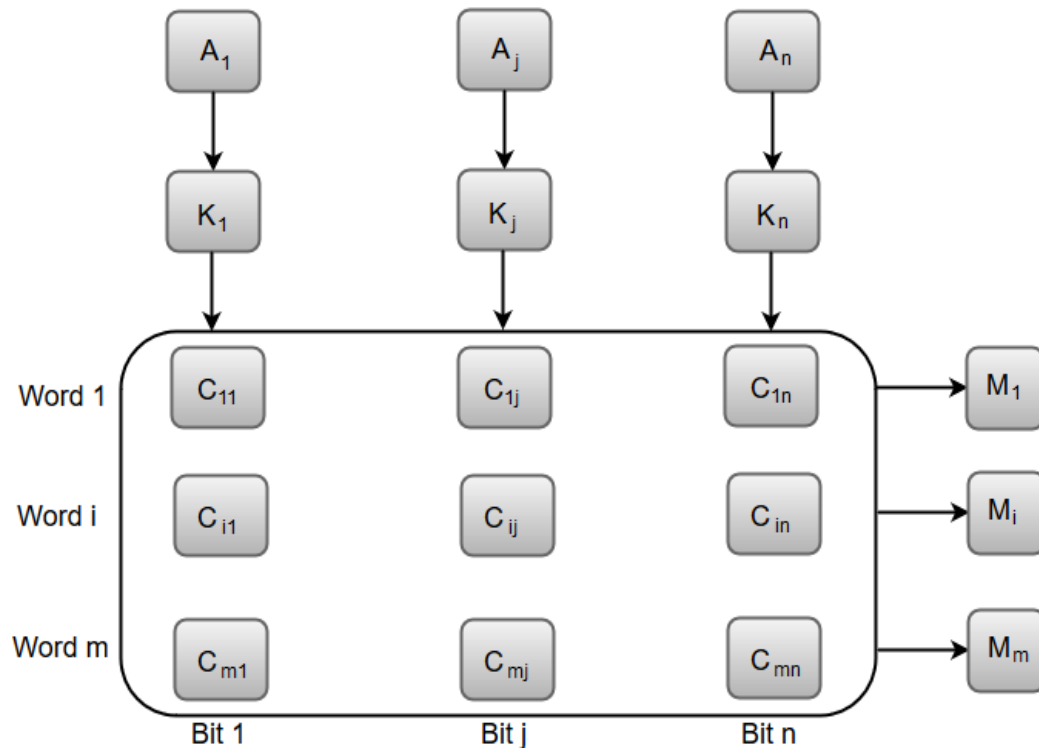 A1 Aj An
K1 Kj Kn
Word 1 C11 C1j C1n M1
Word i Ci1 Cij Cin Mi
Word m Cm1 Cmj Cmn Mm
Bit 1 Bit j Bit n